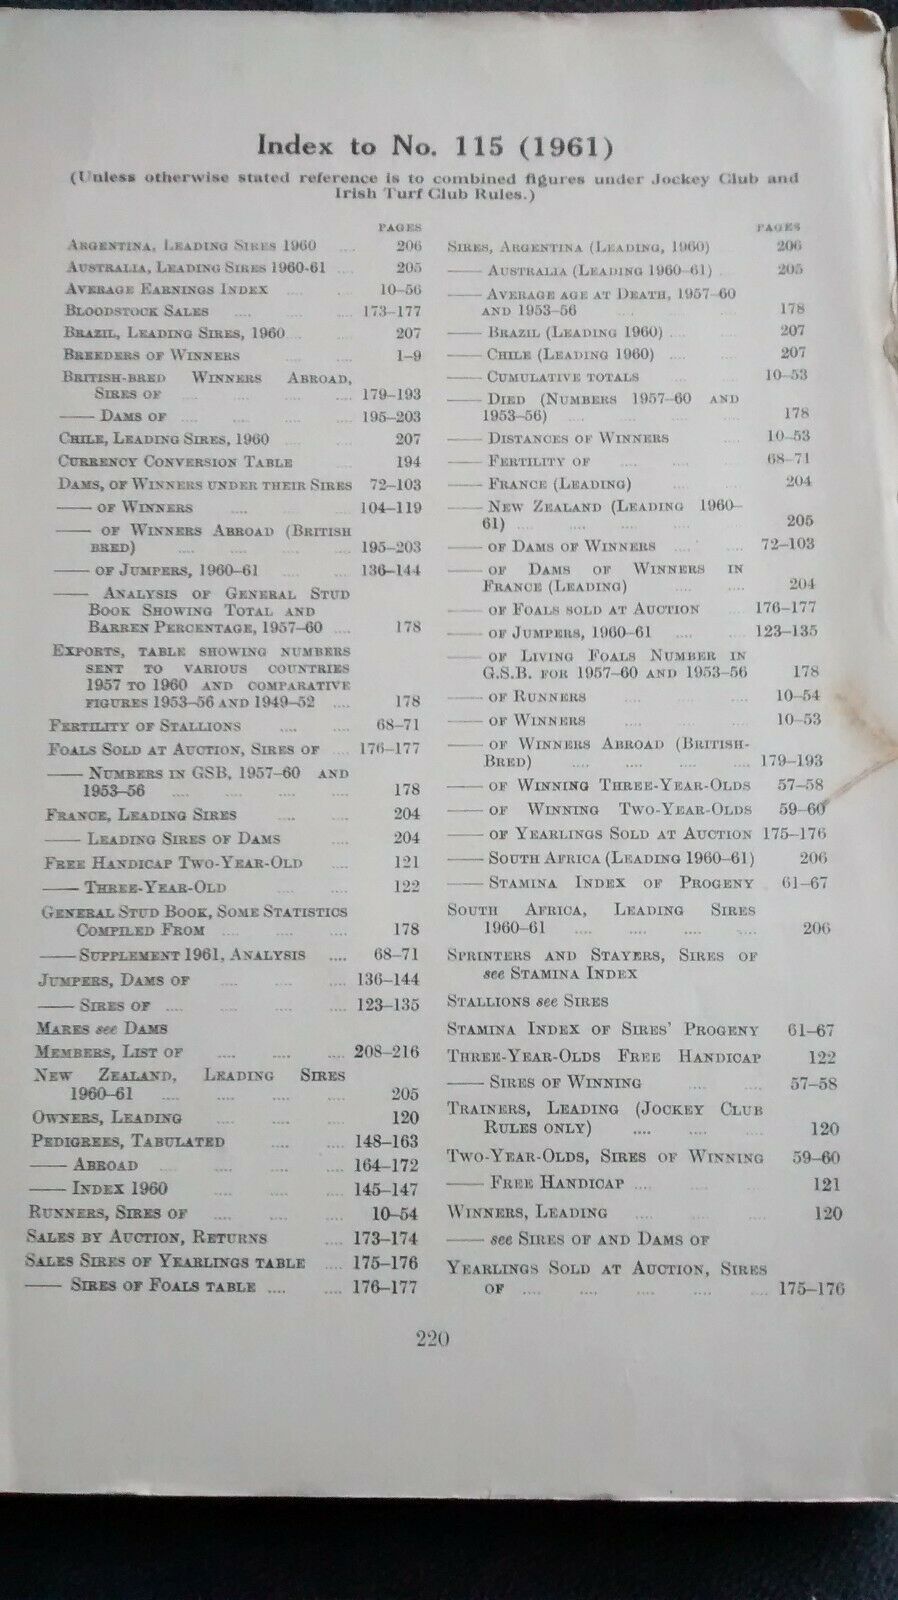 Index to No. 115 (1961)
(Unless otherwise stated reference is to combined figures under Jockey Club and
Irish Turf Club Rules.)
PAGES
ARGENTINA, LEADING SIRES 1960 .... 206
AUSTRALIA, LEADING SIRES 1960-61 .... 205
AVERAGE EARNINGS INDEX .... .... 10–56
BLOODSTOCK SALES .... .... .... 173–177
BRAZIL, LEADING SIRES, 1960 .... 207
BREEDERS OF WINNERS .... .... 1–9
BRITISH-BRED WINNERS ABROAD,
SIRES OF .... .... .... .... 179–193
—— DAMS OF .... .... .... .... 195–203
CHILE, LEADING SIRES, 1960 .... 207
CURRENCY CONVERSION TABLE .... 194
DAMS, OF WINNERS UNDER THEIR SIRES 72–103
—— OF WINNERS .... .... 104–119
—— OF WINNERS ABROAD (BRITISH
BRED) .... .... .... .... 195–203
—— OF JUMPERS, 1960–61 .... .... 136–144
—— ANALYSIS OF GENERAL STUD
BOOK SHOWING TOTAL AND
BARREN PERCENTAGE, 1957–60 .... 178
EXPORTS, TABLE SHOWING NUMBERS
SENT TO VARIOUS COUNTRIES
1957 TO 1960 AND COMPARATIVE
FIGURES 1953–56 AND 1949–52 .... 178
FERTILITY OF STALLIONS .... .... 68–71
FOALS SOLD AT AUCTION, SIRES OF .... 176–177
—— NUMBERS IN GSB, 1957–60 AND
1953–56 .... .... .... .... 178
FRANCE, LEADING SIRES .... .... 204
—— LEADING SIRES OF DAMS .... 204
FREE HANDICAP TWO-YEAR-OLD .... 121
—— THREE-YEAR-OLD .... .... 122
GENERAL STUD BOOK, SOME STATISTICS
COMPILED FROM .... .... .... 178
—— SUPPLEMENT 1961, ANALYSIS .... 68–71
JUMPERS, DAMS OF .... .... .... 136–144
—— SIRES OF .... .... .... .... 123–135
MARES see DAMS
MEMBERS, LIST OF .... .... .... 208–216
NEW ZEALAND, LEADING SIRES
1960–61 .... .... .... .... 205
OWNERS, LEADING .... .... .... 120
PEDIGREES, TABULATED .... .... 148–163
—— ABROAD .... .... .... .... 164–172
—— INDEX 1960 .... .... .... 145–147
RUNNERS, SIRES OF .... .... .... 10–54
SALES BY AUCTION, RETURNS .... 173–174
SALES SIRES OF YEARLINGS TABLE .... 175–176
—— SIRES OF FOALS TABLE .... .... 176–177
PAGES
SIRES, ARGENTINA (LEADING, 1960) 206
—— AUSTRALIA (LEADING 1960–61) .... 205
—— AVERAGE AGE AT DEATH, 1957–60
AND 1953–56 .... .... .... 178
—— BRAZIL (LEADING 1960) .... .... 207
—— CHILE (LEADING 1960) .... .... 207
—— CUMULATIVE TOTALS .... .... 10–53
—— DIED (NUMBERS 1957–60 AND
1953–56) .... .... .... .... 178
—— DISTANCES OF WINNERS .... 10–53
—— FERTILITY OF .... .... .... 68–71
—— FRANCE (LEADING) .... .... 204
—— NEW ZEALAND (LEADING 1960–
61) .... .... .... .... 205
—— OF DAMS OF WINNERS .... .... 72–103
—— OF DAMS OF WINNERS IN
FRANCE (LEADING) .... .... 204
—— OF FOALS SOLD AT AUCTION .... 176–177
—— OF JUMPERS, 1960–61 .... .... 123–135
—— OF LIVING FOALS NUMBER IN
G.S.B. FOR 1957–60 AND 1953–56 178
—— OF RUNNERS .... .... .... 10–54
—— OF WINNERS .... .... .... 10–53
—— OF WINNERS ABROAD (BRITISH-
BRED) .... .... .... .... 179–193
—— OF WINNING THREE-YEAR-OLDS 57–58
—— OF WINNING TWO-YEAR-OLDS 59–60
—— OF YEARLINGS SOLD AT AUCTION 175–176
—— SOUTH AFRICA (LEADING 1960–61) 206
—— STAMINA INDEX OF PROGENY 61–67
SOUTH AFRICA, LEADING SIRES
1960–61 .... .... .... .... 206
SPRINTERS AND STAYERS, SIRES OF
see STAMINA INDEX
STALLIONS see SIRES
STAMINA INDEX OF SIRES' PROGENY 61–67
THREE-YEAR-OLDS FREE HANDICAP 122
—— SIRES OF WINNING .... .... 57–58
TRAINERS, LEADING (JOCKEY CLUB
RULES ONLY) .... .... .... 120
TWO-YEAR-OLDS, SIRES OF WINNING 59–60
—— FREE HANDICAP .... .... .... 121
WINNERS, LEADING .... .... .... 120
—— see SIRES OF AND DAMS OF
YEARLINGS SOLD AT AUCTION, SIRES
OF .... .... .... .... .... 175–176
220